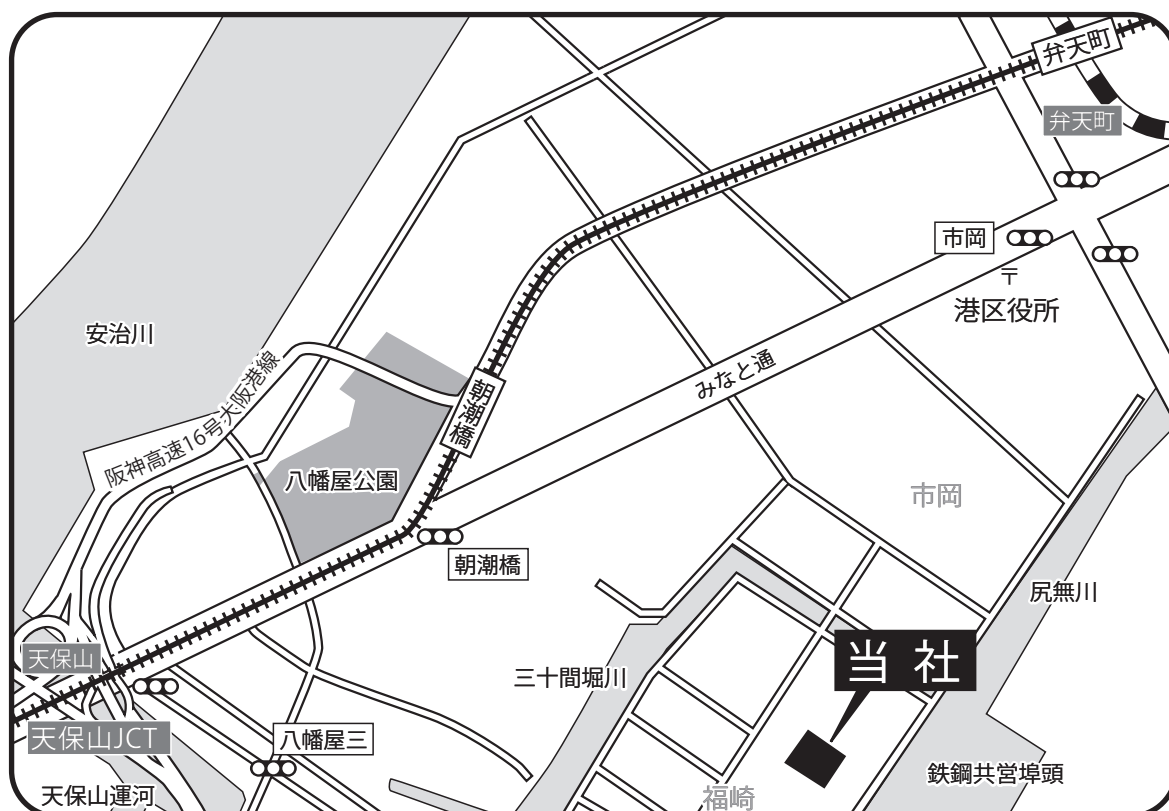 弁天町
弁天町
市岡
〒
港区役所
安治川
みなと通
阪神高速16号大阪港線
朝潮橋
八幡屋公園
市岡
朝潮橋
尻無川
当社
天保山
三十間堀川
天保山JCT
八幡屋三
鉄鋼共営埠頭
天保山運河
福崎